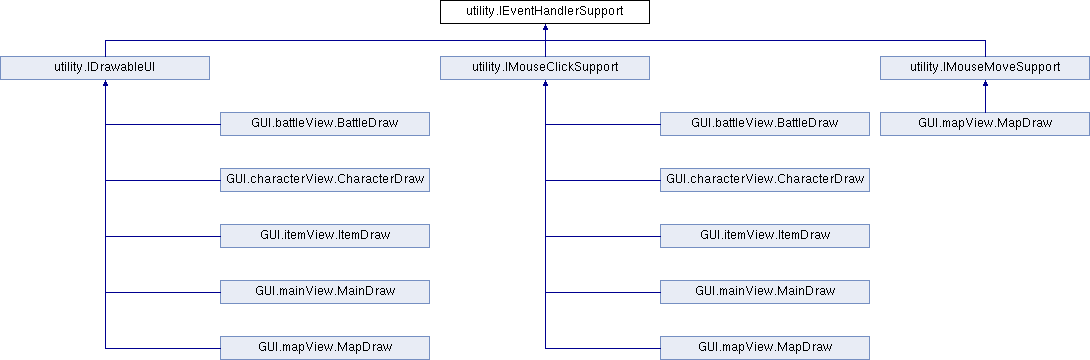 utility.IEventHandlerSupport
utility.IDrawableUI
utility.IMouseClickSupport
utility.IMouseMoveSupport
GUI.battleView.BattleDraw
GUI.battleView.BattleDraw
GUI.mapView.MapDraw
GUI.characterView.CharacterDraw
GUI.characterView.CharacterDraw
GUI.itemView.ItemDraw
GUI.itemView.ItemDraw
GUI.mainView.MainDraw
GUI.mainView.MainDraw
GUI.mapView.MapDraw
GUI.mapView.MapDraw